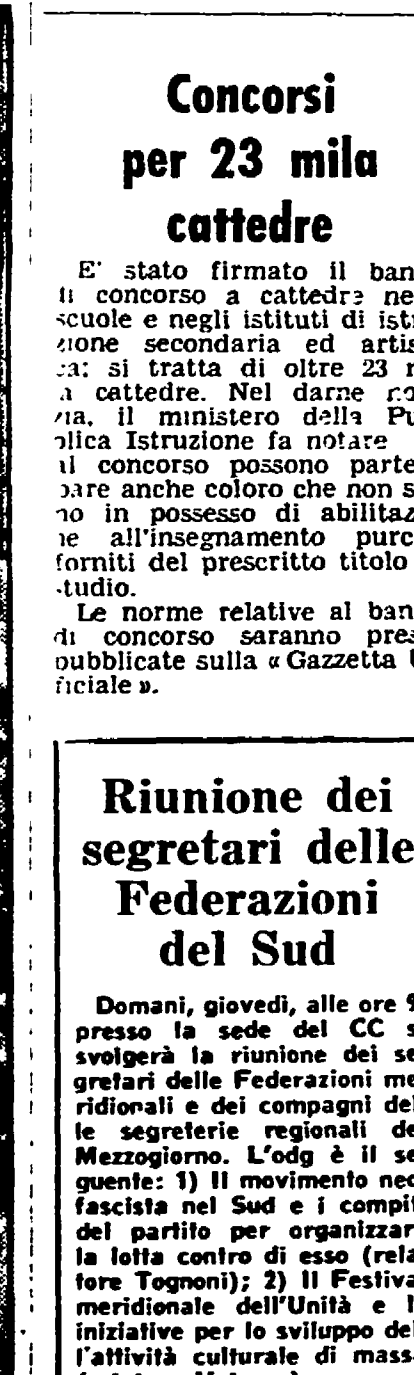 Concorsi
per 23 mila
cattedre
E' stato firmato il ban
concorso a cattedre ne
scuole e negli istituti di ist
zione secondaria ed artis
si tratta di oltre 23
cattedre. Nel darne
il ministero della Pu
blica Istruzione fa notare
al concorso possono parte
pare anche coloro che non s
no in possesso di abilitaz
ne all'insegnamento purc
forniti del prescritto titolo
studio.
Le norme relative al ban
di concorso saranno pres
pubblicate sulla « Gazzetta U
ficiale ».
Riunione dei
segretari delle
Federazioni
del Sud
Domani, giovedì, alle ore 9
presso la sede del CC s
svolgerà la riunione dei se
gretari delle Federazioni me
ridionali e dei compagni del
le segreterie regionali de
Mezzogiorno. L'odg è il se
guente: 1) Il movimento neo
fascista nel Sud e i compit
del partito per organizzar
la lotta contro di esso (rela
tore Tognoni); 2) Il Festiva
meridionale dell'Unità e l
iniziative per lo sviluppo del
l'attività culturale di mass